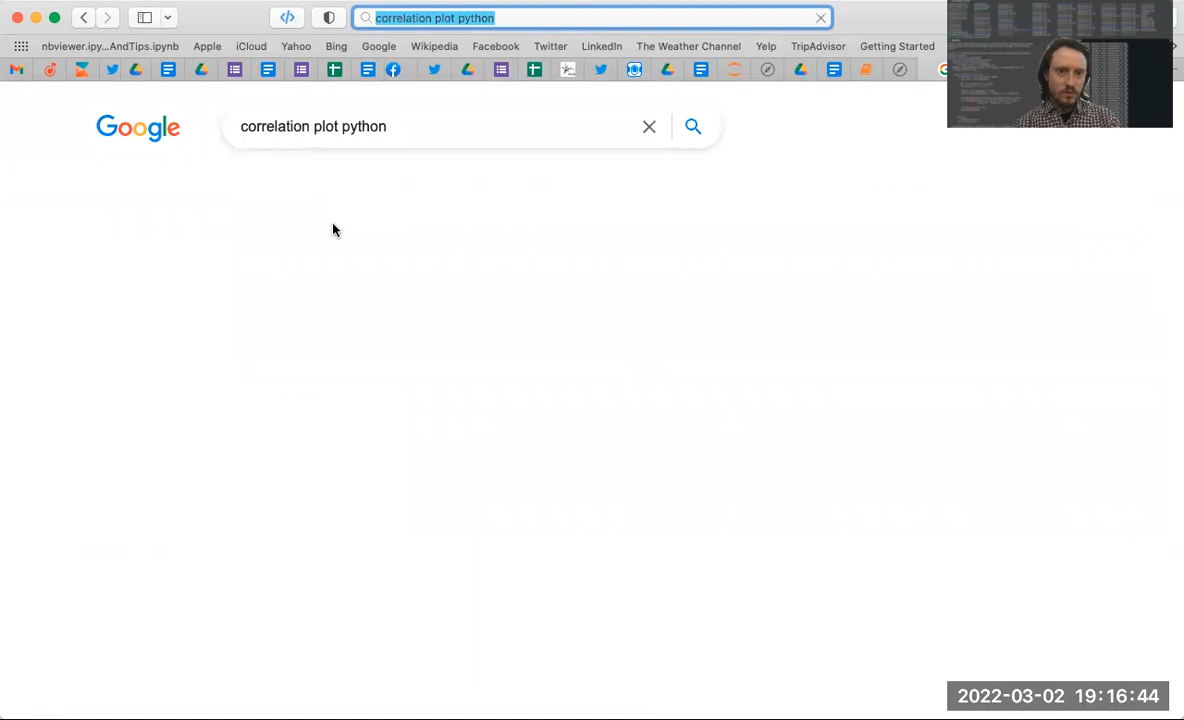 correlation plot python
nbviewer.ipy...AndTips.ipynb Apple iCloud Yahoo Bing Google Wikipedia Facebook Twitter LinkedIn The Weather Channel Yelp TripAdvisor Getting Started
Google correlation plot python
2022-03-02 19:16:44